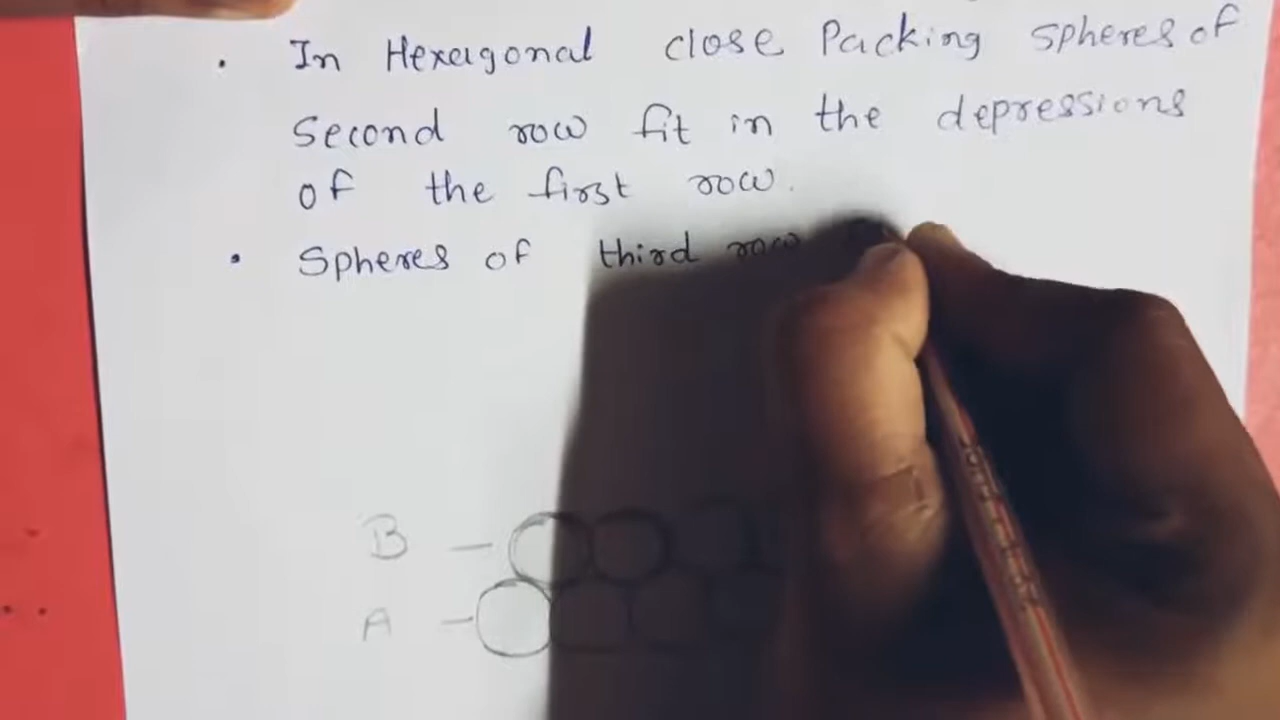 . In Hexagonal close Packing spheres of
Second row fit in the depressions
of the first row.
. Spheres of third row
B —
A —